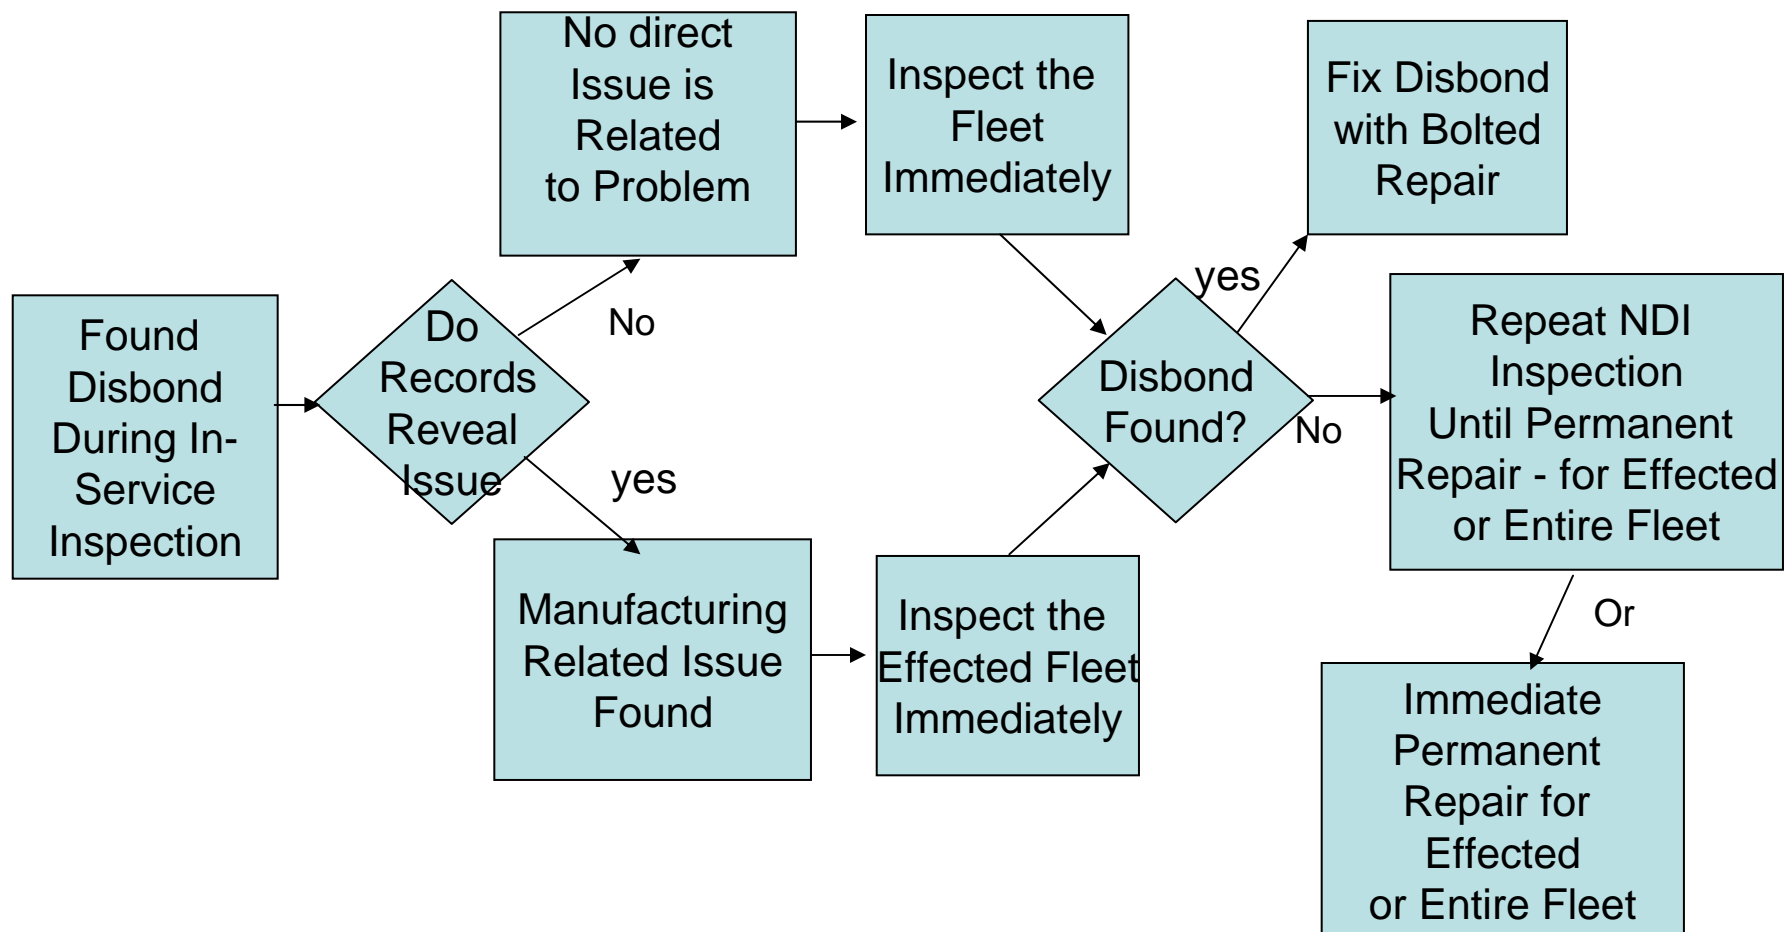 Found
Disbond
During In-
Service
Inspection
Do
Records
Reveal
Issue
No
yes
No direct
Issue is
Related
to Problem
Manufacturing
Related Issue
Found
Inspect the
Fleet
Immediately
Inspect the
Effected Fleet
Immediately
Disbond
Found?
yes
No
Fix Disbond
with Bolted
Repair
Repeat NDI
Inspection
Until Permanent
Repair - for Effected
or Entire Fleet
Or
Immediate
Permanent
Repair for
Effected
or Entire Fleet